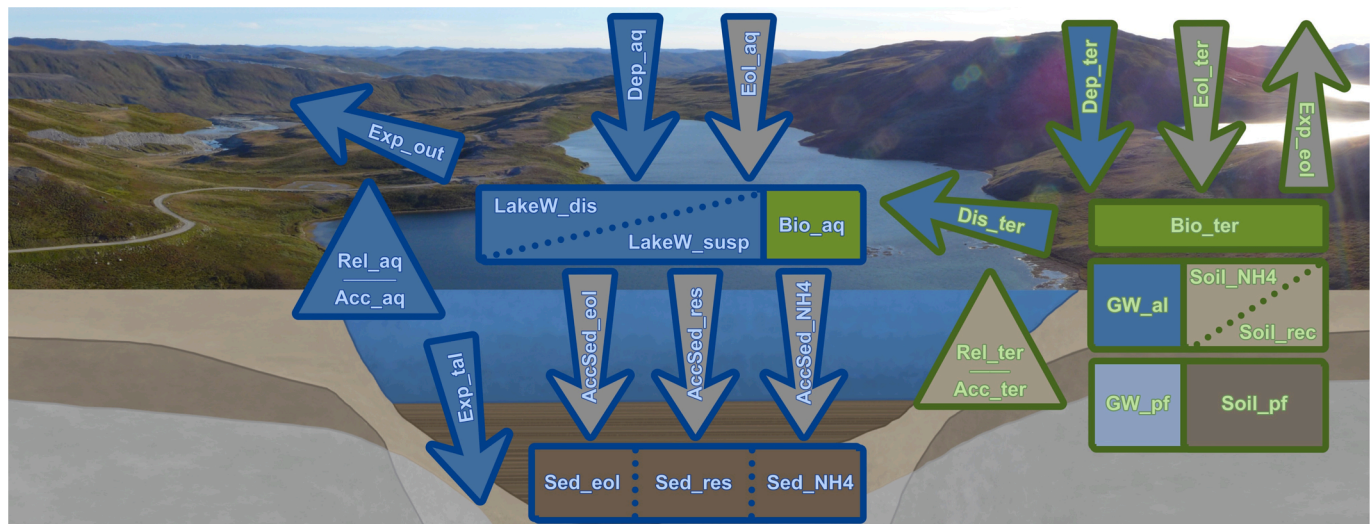 Dep_aq
Eol_aq
Dep_ter
Eol_ter
Exp_eol
Exp_out
LakeW_dis
LakeW_susp
Bio_aq
Dis_ter
Bio_ter
Rel_aq
Acc_aq
GW_al
Soil_NH4
Soil_rec
AccSed_eol
AccSed_res
AccSed_NH4
Exp_tal
Rel_ter
Acc_ter
GW_pf
Soil_pf
Sed_eol
Sed_res
Sed_NH4